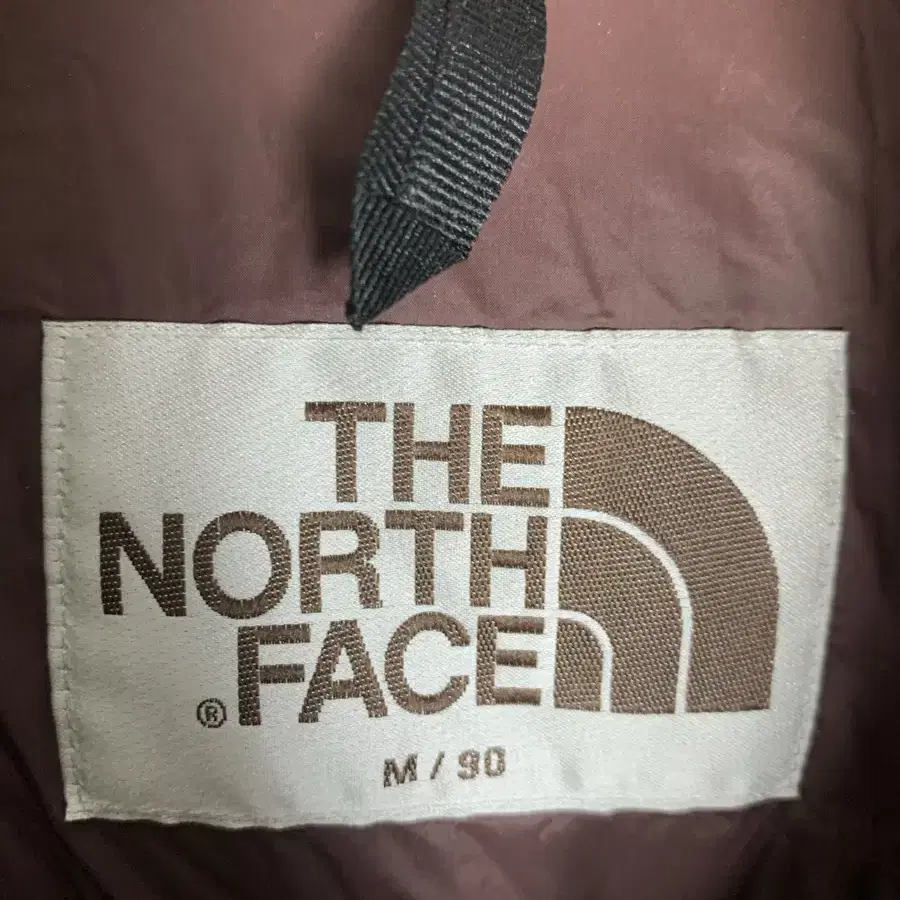 THE
NORTH
FACE
®
M / 90